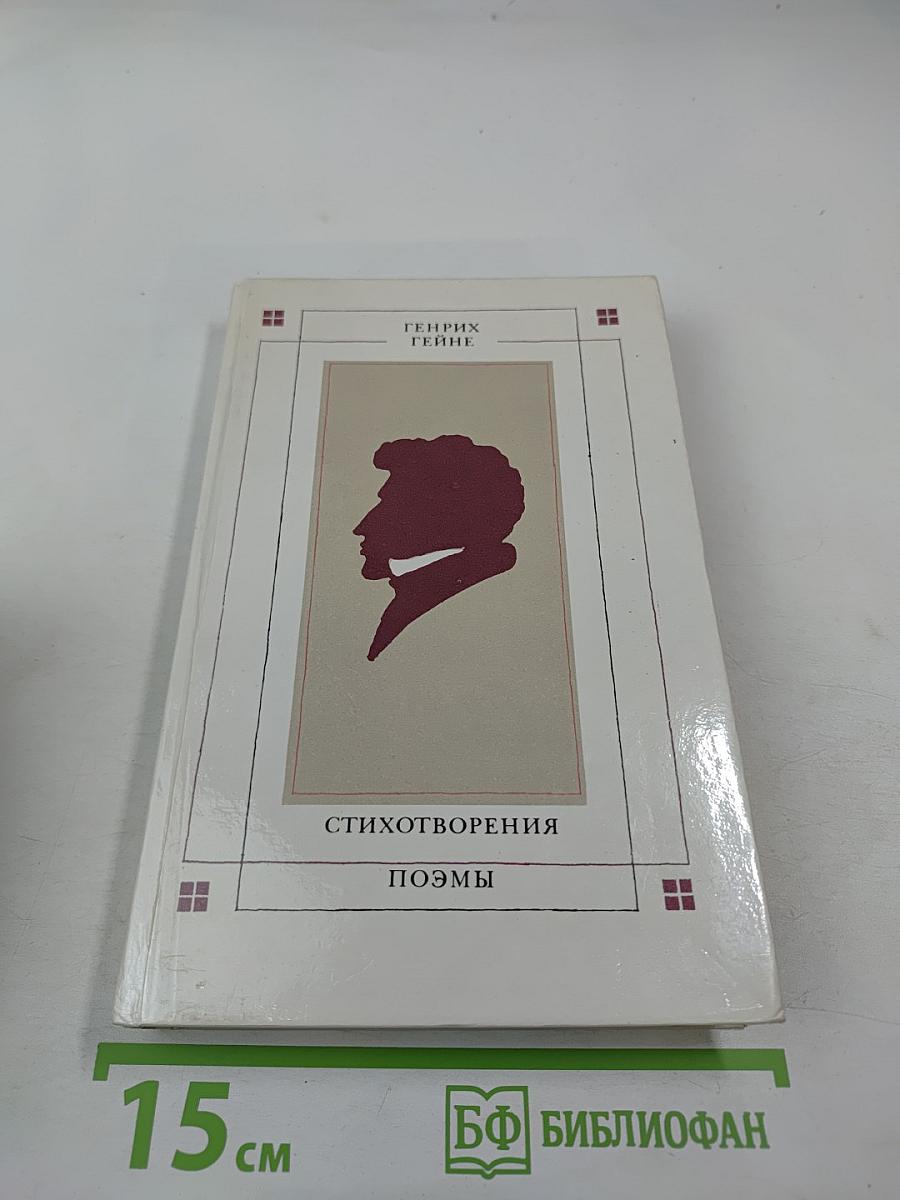 ГЕНРИХ
ГЕЙНЕ
СТИХОТВОРЕНИЯ
ПОЭМЫ
15 см
БФ БИБЛИОФАН